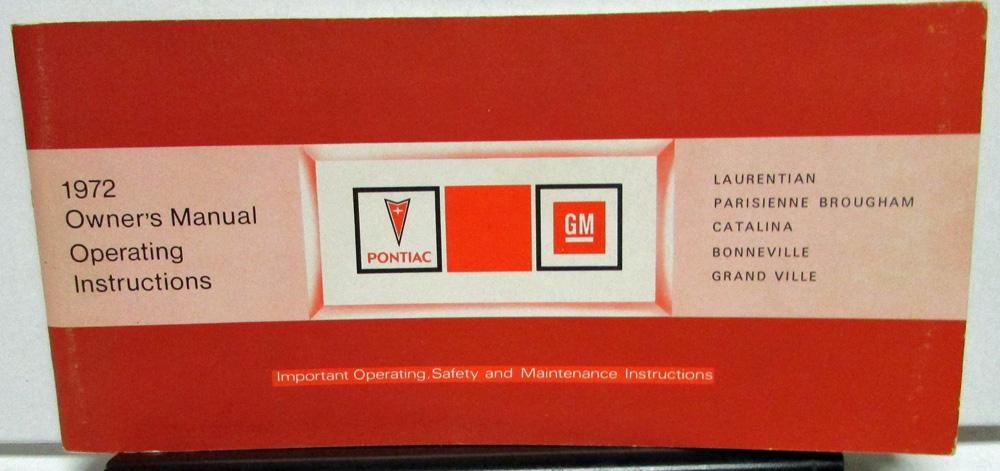 1972
Owner's Manual
Operating
Instructions
PONTIAC
GM
LAURENTIAN
PARISIENNE BROUGHAM
CATALINA
BONNEVILLE
GRAND VILLE
Important Operating, Safety and Maintenance Instructions